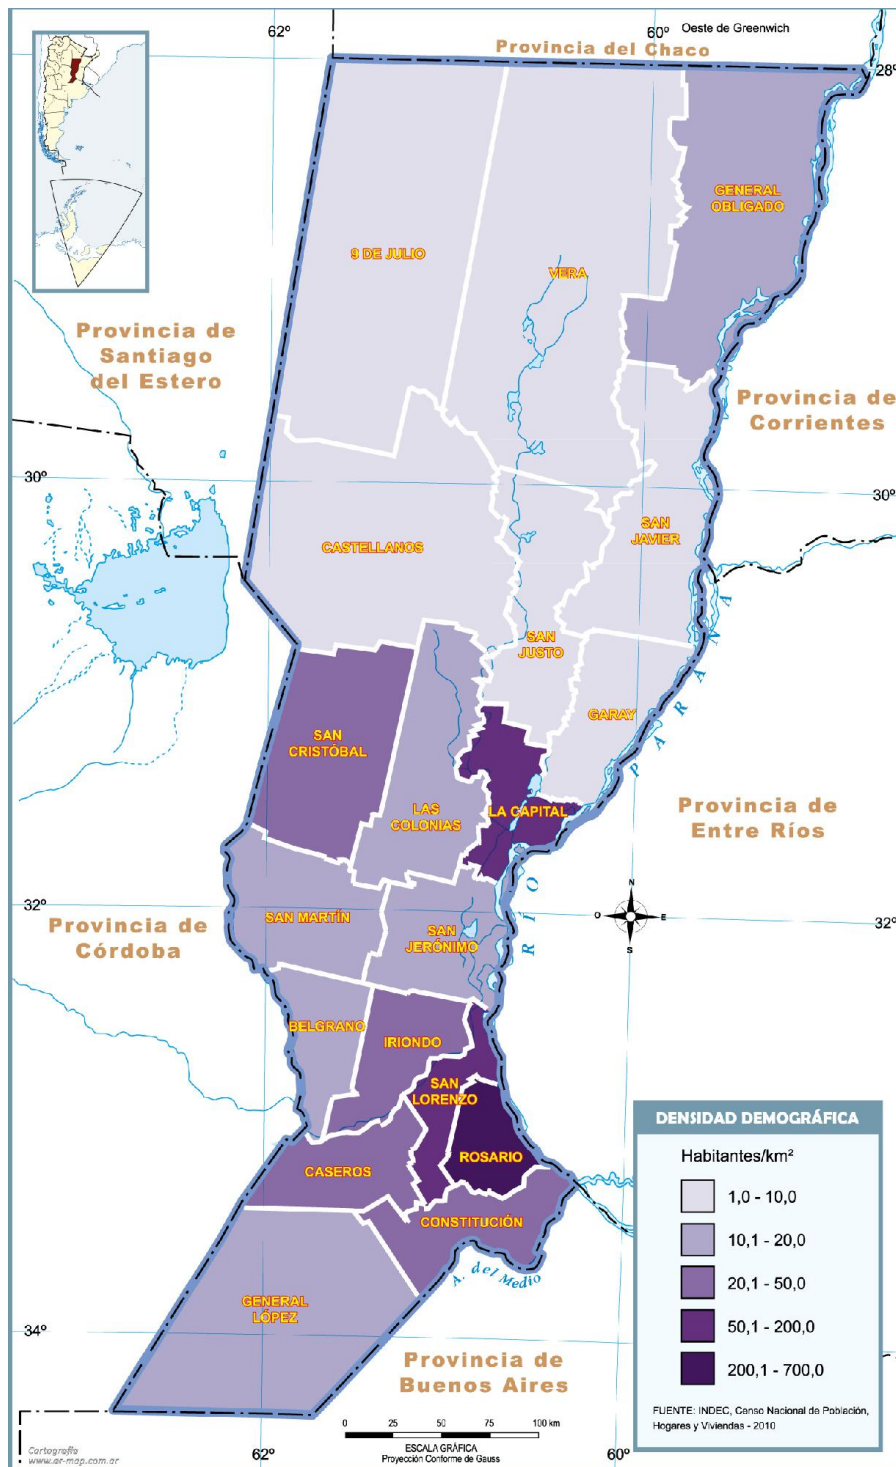 62º
60º
Oeste de Greenwich
Provincia del Chaco
28º
GENERAL
OBLIGADO
9 DE JULIO
VERA
Provincia de
Santiago
del Estero
Provincia de
Corrientes
30º
30º
CASTELLANOS
SAN
JAVIER
SAN
JUSTO
GARAY
SAN
CRISTÓBAL
LAS
COLONIAS
LA CAPITAL
RÍO PARANÁ
Provincia de
Entre Ríos
N
O
E
S
32º
32º
Provincia de
Córdoba
SAN MARTÍN
SAN
JERÓNIMO
BELGRANO
IRIONDO
SAN
LORENZO
ROSARIO
CASEROS
CONSTITUCIÓN
A. del Medio
GENERAL
LÓPEZ
34º
Provincia de
Buenos Aires
DENSIDAD DEMOGRÁFICA
Habitantes/km²
1,0 - 10,0
10,1 - 20,0
20,1 - 50,0
50,1 - 200,0
200,1 - 700,0
FUENTE: INDEC, Censo Nacional de Población,
Hogares y Viviendas - 2010
0 25 50 75 100 km
ESCALA GRÁFICA
Proyección Conforme de Gauss
Cartografía
www.ar-map.com.ar
62º
60º